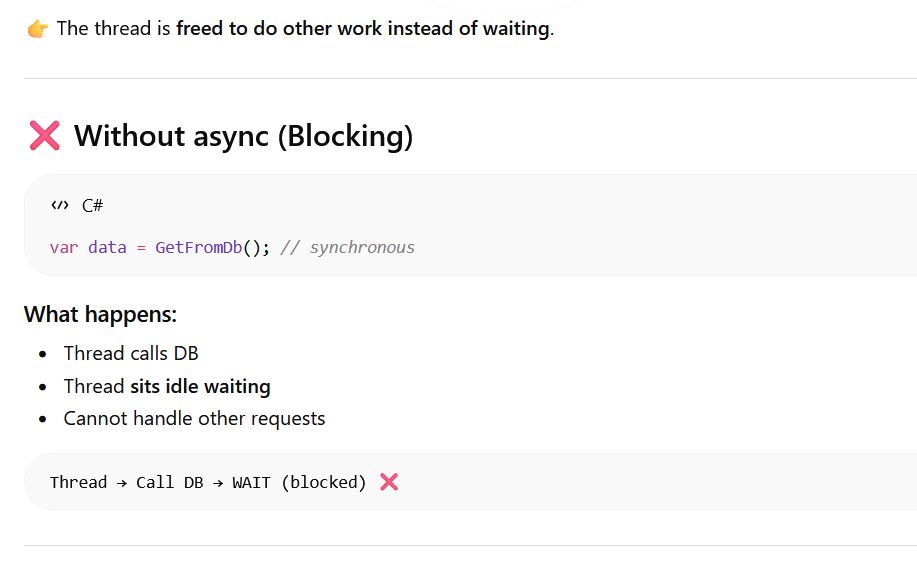 👉 The thread is freed to do other work instead of waiting.
❌ Without async (Blocking)
</> C#
var data = GetFromDb(); // synchronous
What happens:
• Thread calls DB
• Thread sits idle waiting
• Cannot handle other requests
Thread → Call DB → WAIT (blocked) ❌